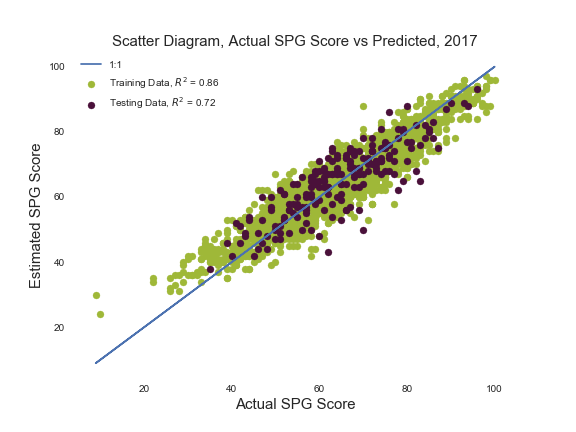 Scatter Diagram, Actual SPG Score vs Predicted, 2017
1:1
Training Data, R² = 0.86
Testing Data, R² = 0.72
Estimated SPG Score
100
80
60
40
20
20 40 60 80 100
Actual SPG Score